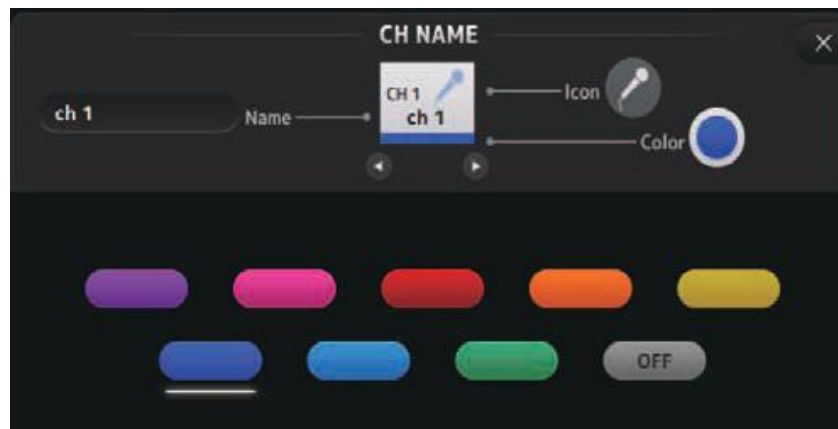 CH NAME
ch 1
Name
CH 1
ch 1
Icon
Color
OFF